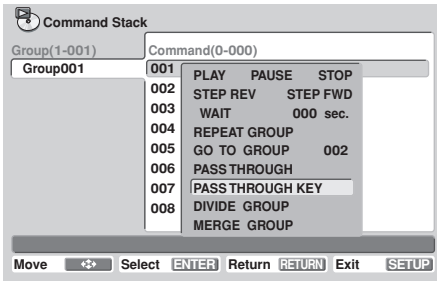 Command Stack
Group(1-001) Command(0-000)
Group001 001 PLAY PAUSE STOP
002 STEP REV STEP FWD
003 WAIT 000 sec.
004 REPEAT GROUP
005 GO TO GROUP 002
006 PASS THROUGH
007 PASS THROUGH KEY
008 DIVIDE GROUP
MERGE GROUP
Move Select ENTER Return RETURN Exit SETUP